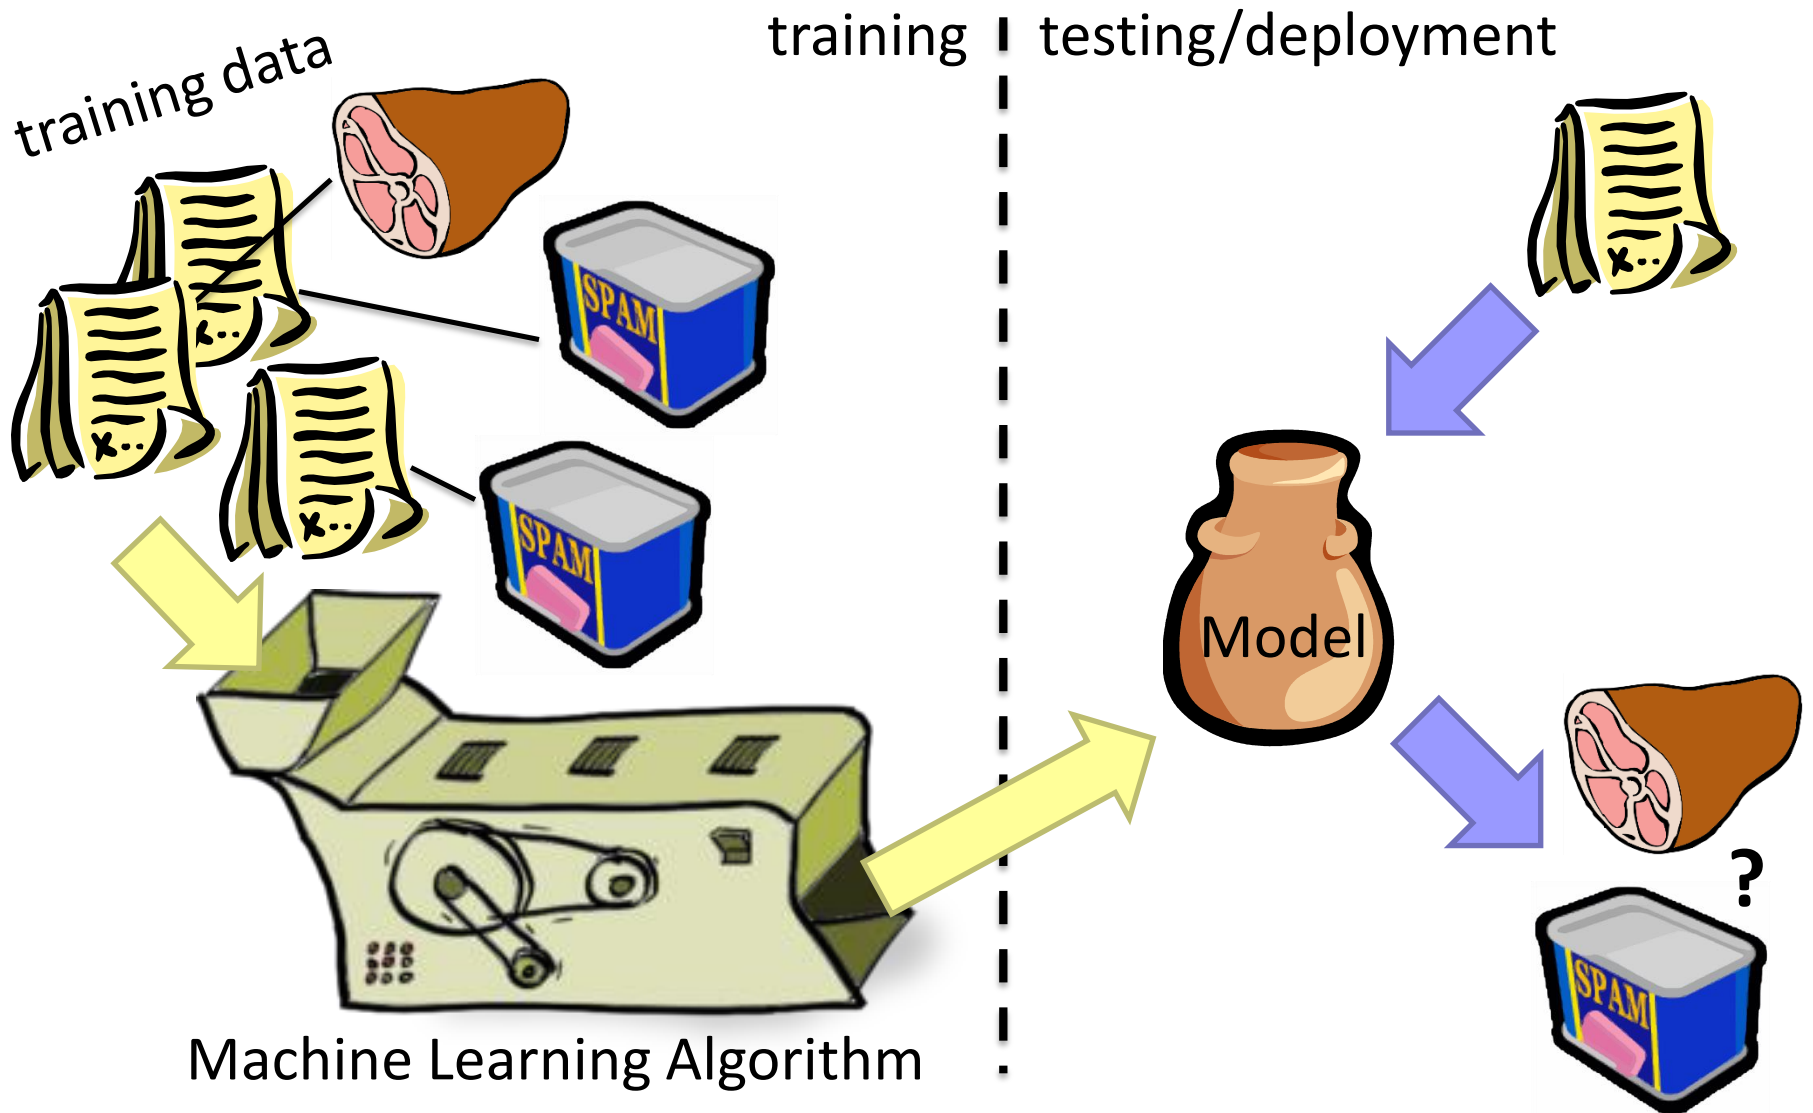 training
testing/deployment
training data
SPAM
SPAM
Model
?
SPAM
Machine Learning Algorithm